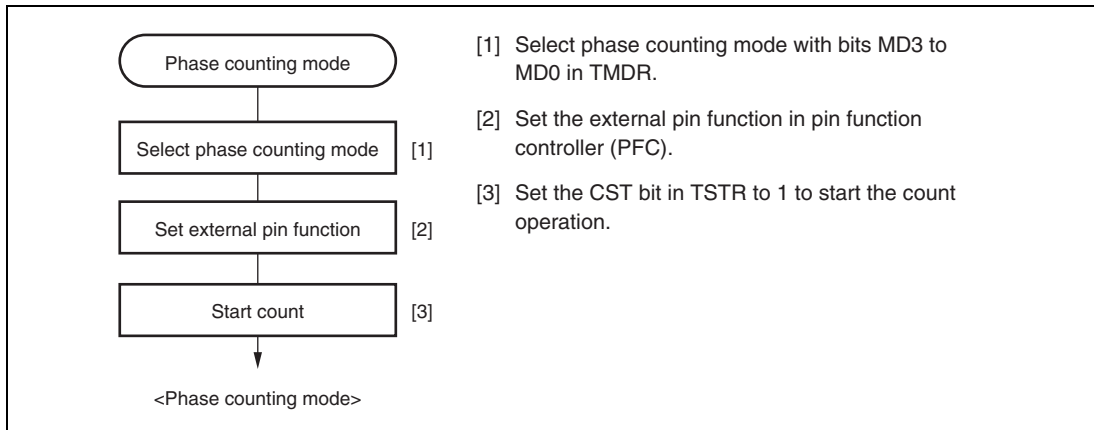 Phase counting mode
Select phase counting mode [1]
Set external pin function [2]
Start count [3]
<Phase counting mode>
[1] Select phase counting mode with bits MD3 to
MD0 in TMDR.
[2] Set the external pin function in pin function
controller (PFC).
[3] Set the CST bit in TSTR to 1 to start the count
operation.